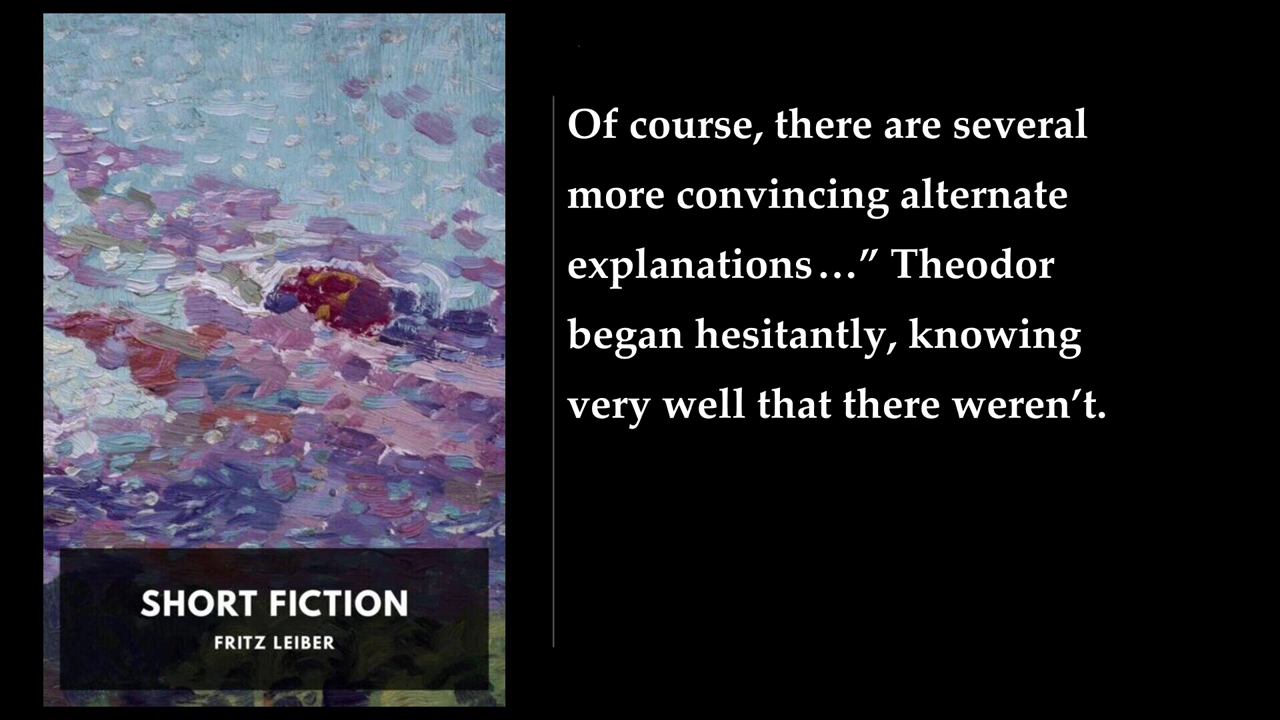 SHORT FICTION
FRITZ LEIBER
Of course, there are several
more convincing alternate
explanations…” Theodor
began hesitantly, knowing
very well that there weren’t.